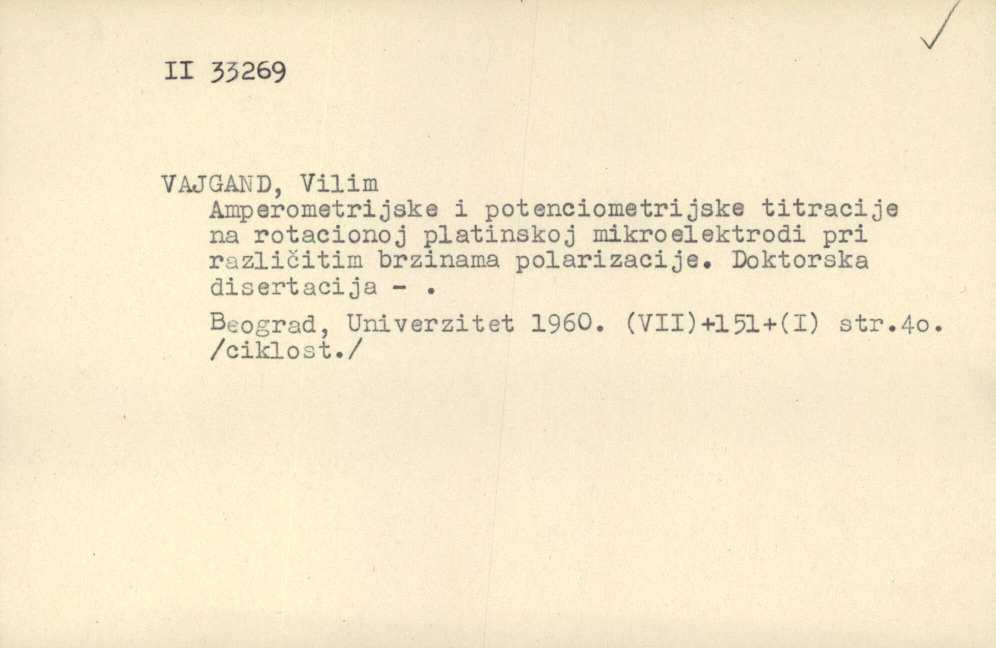 II 33269
VAJGAND, Vilim
Amperometrijske i potenciometrijske titracije
na rotacionoj platinskoj mikroelektrodi pri
različitim brzinama polarizacije. Doktorska
disertacija - .
Beograd, Univerzitet 1960. (VII)+151+(I) str.4o.
/ciklost./